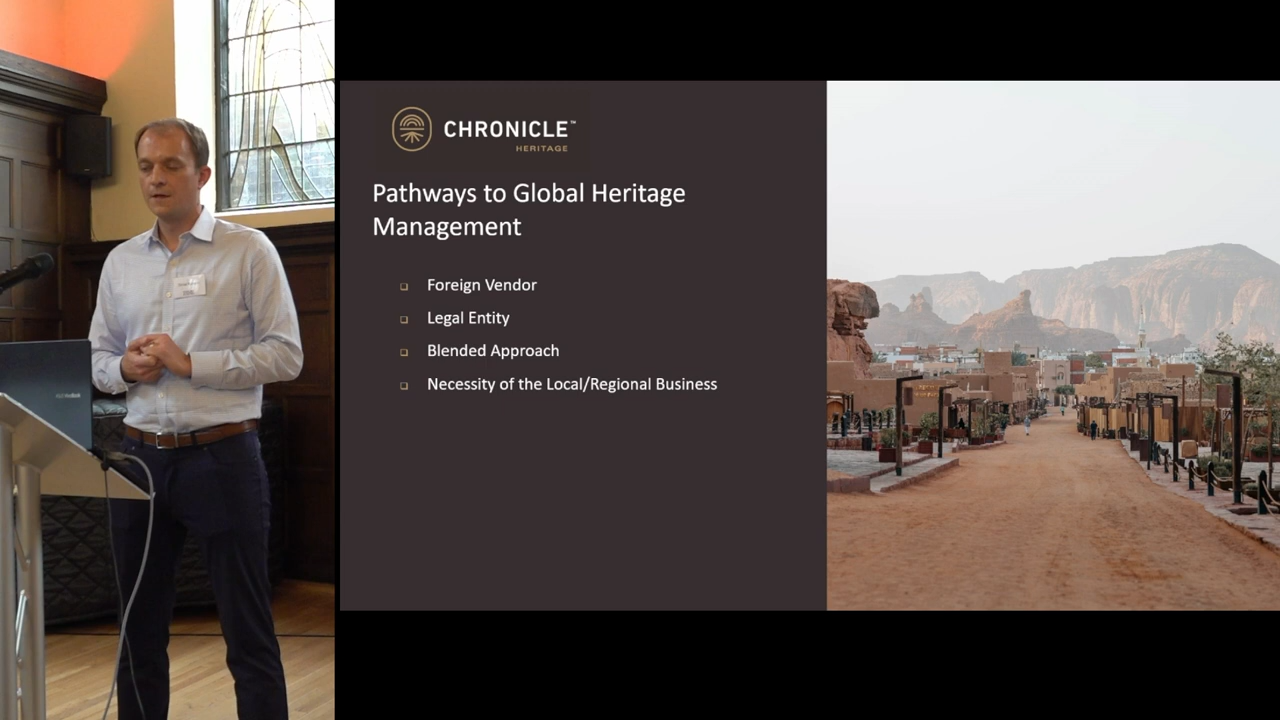 CHRONICLE™
HERITAGE
Pathways to Global Heritage
Management
Foreign Vendor
Legal Entity
Blended Approach
Necessity of the Local/Regional Business